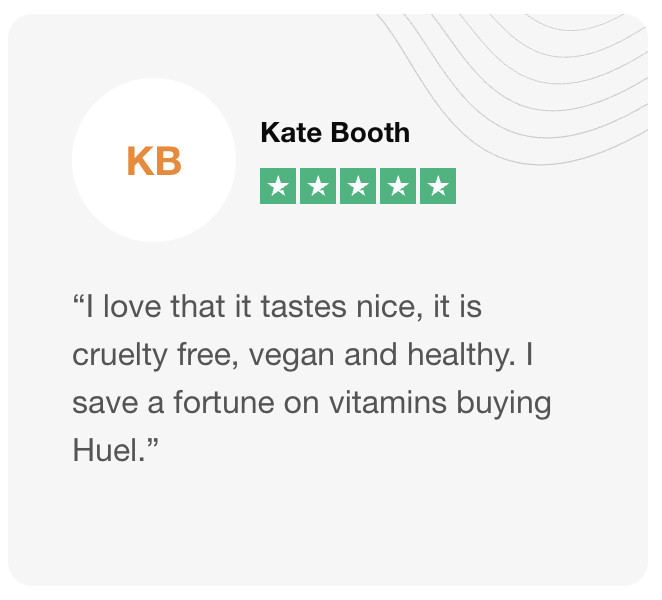 KB
Kate Booth
“I love that it tastes nice, it is
cruelty free, vegan and healthy. I
save a fortune on vitamins buying
Huel.”